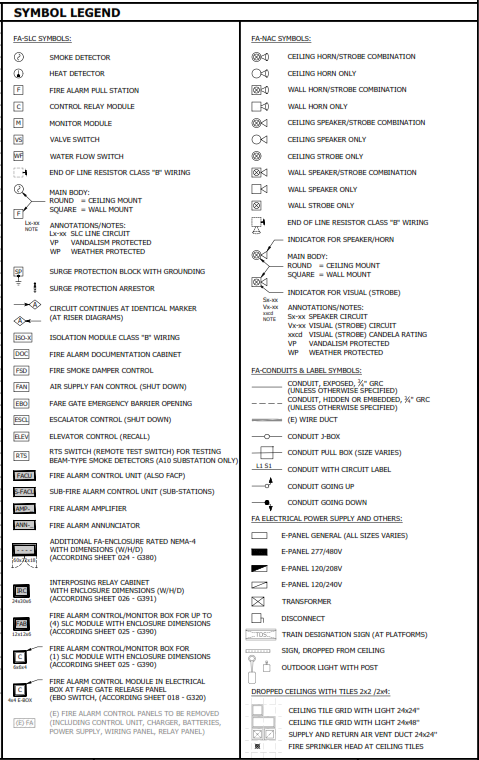 SYMBOL LEGEND
FA-SLC SYMBOLS:
SMOKE DETECTOR
HEAT DETECTOR
F FIRE ALARM PULL STATION
C CONTROL RELAY MODULE
M MONITOR MODULE
VS VALVE SWITCH
WF WATER FLOW SWITCH
END OF LINE RESISTOR CLASS "B" WIRING
MAIN BODY:
ROUND = CEILING MOUNT
F SQUARE = WALL MOUNT
Lx-xx
NOTE
ANNOTATIONS/NOTES:
Lx-xx SLC LINE CIRCUIT
VP VANDALISM PROTECTED
WP WEATHER PROTECTED
SP SURGE PROTECTION BLOCK WITH GROUNDING
SURGE PROTECTION ARRESTOR
A
CIRCUIT CONTINUES AT IDENTICAL MARKER
A (AT RISER DIAGRAMS)
ISO-X ISOLATION MODULE CLASS "B" WIRING
DOC FIRE ALARM DOCUMENTATION CABINET
FSD FIRE SMOKE DAMPER CONTROL
FAN AIR SUPPLY FAN CONTROL (SHUT DOWN)
EBO FARE GATE EMERGENCY BARRIER OPENING
ESCL ESCALATOR CONTROL (SHUT DOWN)
ELEV ELEVATOR CONTROL (RECALL)
RTS RTS SWITCH (REMOTE TEST SWITCH) FOR TESTING
BEAM-TYPE SMOKE DETECTORS (A10 SUBSTATION ONLY)
FACU FIRE ALARM CONTROL UNIT (ALSO FACP)
S-FACU SUB-FIRE ALARM CONTROL UNIT (SUB-STATIONS)
AMP-_ FIRE ALARM AMPLIFIER
ANN-_ FIRE ALARM ANNUNCIATOR
ADDITIONAL FA-ENCLOSURE RATED NEMA-4
WITH DIMENSIONS (W/H/D)
(ACCORDING SHEET 024 - G380)
INTERPOSING RELAY CABINET
IRC WITH ENCLOSURE DIMENSIONS (W/H/D)
(ACCORDING SHEET 026 - G391)
FIRE ALARM CONTROL/MONITOR BOX FOR UP TO
FAB (4) SLC MODULE WITH ENCLOSURE DIMENSIONS
12x12x6 (ACCORDING SHEET 025 - G390)
FIRE ALARM CONTROL/MONITOR BOX FOR
C (1) SLC MODULE WITH ENCLOSURE DIMENSIONS
(ACCORDING SHEET 025 - G390)
FIRE ALARM CONTROL MODULE IN ELECTRICAL
C BOX AT FARE GATE RELEASE PANEL
4x4 E-BOX (EBO SWITCH, (ACCORDING SHEET 018 - G320)
(E) FIRE ALARM CONTROL PANELS TO BE REMOVED
(E) FA (INCLUDING CONTROL UNIT, CHARGER, BATTERIES,
POWER SUPPLY, WIRING PANEL, RELAY PANEL)
FA-NAC SYMBOLS:
CEILING HORN/STROBE COMBINATION
CEILING HORN ONLY
WALL HORN/STROBE COMBINATION
WALL HORN ONLY
CEILING SPEAKER/STROBE COMBINATION
CEILING SPEAKER ONLY
CEILING STROBE ONLY
WALL SPEAKER/STROBE COMBINATION
WALL SPEAKER ONLY
WALL STROBE ONLY
END OF LINE RESISTOR CLASS "B" WIRING
INDICATOR FOR SPEAKER/HORN
MAIN BODY:
ROUND = CEILING MOUNT
SQUARE = WALL MOUNT
INDICATOR FOR VISUAL (STROBE)
Sx-xx
Vx-xx
xxcd
NOTE
ANNOTATIONS/NOTES:
Sx-xx SPEAKER CIRCUIT
Vx-xx VISUAL (STROBE) CIRCUIT
xxcd VISUAL (STROBE) CANDELA RATING
VP VANDALISM PROTECTED
WP WEATHER PROTECTED
FA-CONDUITS & LABEL SYMBOLS:
CONDUIT, EXPOSED, ¾" GRC
(UNLESS OTHERWISE SPECIFIED)
CONDUIT, HIDDEN OR EMBEDDED, ¾" GRC
(UNLESS OTHERWISE SPECIFIED)
(E) WIRE DUCT
CONDUIT J-BOX
CONDUIT PULL BOX (SIZE VARIES)
L1 S1 CONDUIT WITH CIRCUIT LABEL
CONDUIT GOING UP
CONDUIT GOING DOWN
FA ELECTRICAL POWER SUPPLY AND OTHERS:
E-PANEL GENERAL (ALL SIZES VARIES)
E-PANEL 277/480V
E-PANEL 120/208V
E-PANEL 120/240V
TRANSFORMER
DISCONNECT
TDS TRAIN DESIGNATION SIGN (AT PLATFORMS)
SIGN, DROPPED FROM CEILING
OUTDOOR LIGHT WITH POST
DROPPED CEILINGS WITH TILES 2x2 /2x4:
CEILING TILE GRID WITH LIGHT 24x24"
CEILING TILE GRID WITH LIGHT 24x48"
SUPPLY AND RETURN AIR VENT DUCT 24x24"
FIRE SPRINKLER HEAD AT CEILING TILES